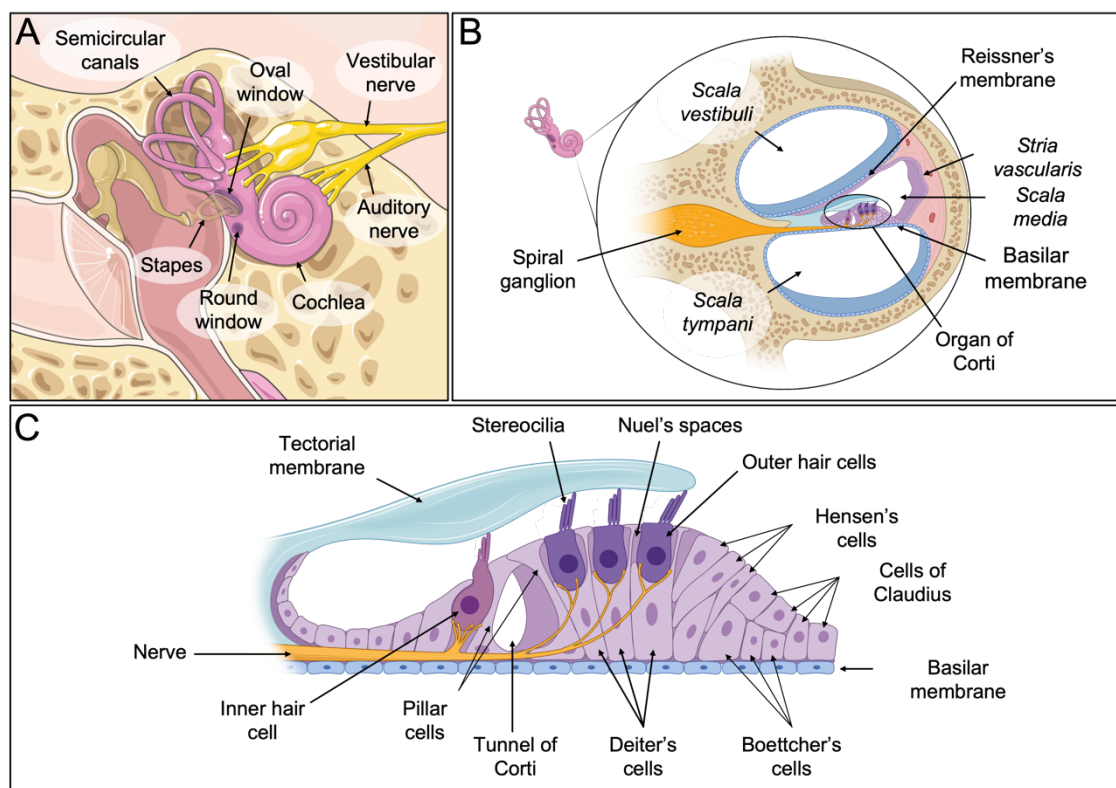 A
Semicircular
canals
Oval
window
Vestibular
nerve
Auditory
nerve
Stapes
Round
window
Cochlea
B
Scala
vestibuli
Reissner's
membrane
Stria
vascularis
Scala
media
Spiral
ganglion
Basilar
membrane
Scala
tympani
Organ of
Corti
C
Tectorial
membrane
Stereocilia
Nuel's spaces
Outer hair cells
Hensen's
cells
Cells of
Claudius
Nerve
Basilar
membrane
Inner hair
cell
Pillar
cells
Tunnel of
Corti
Deiter's
cells
Boettcher's
cells